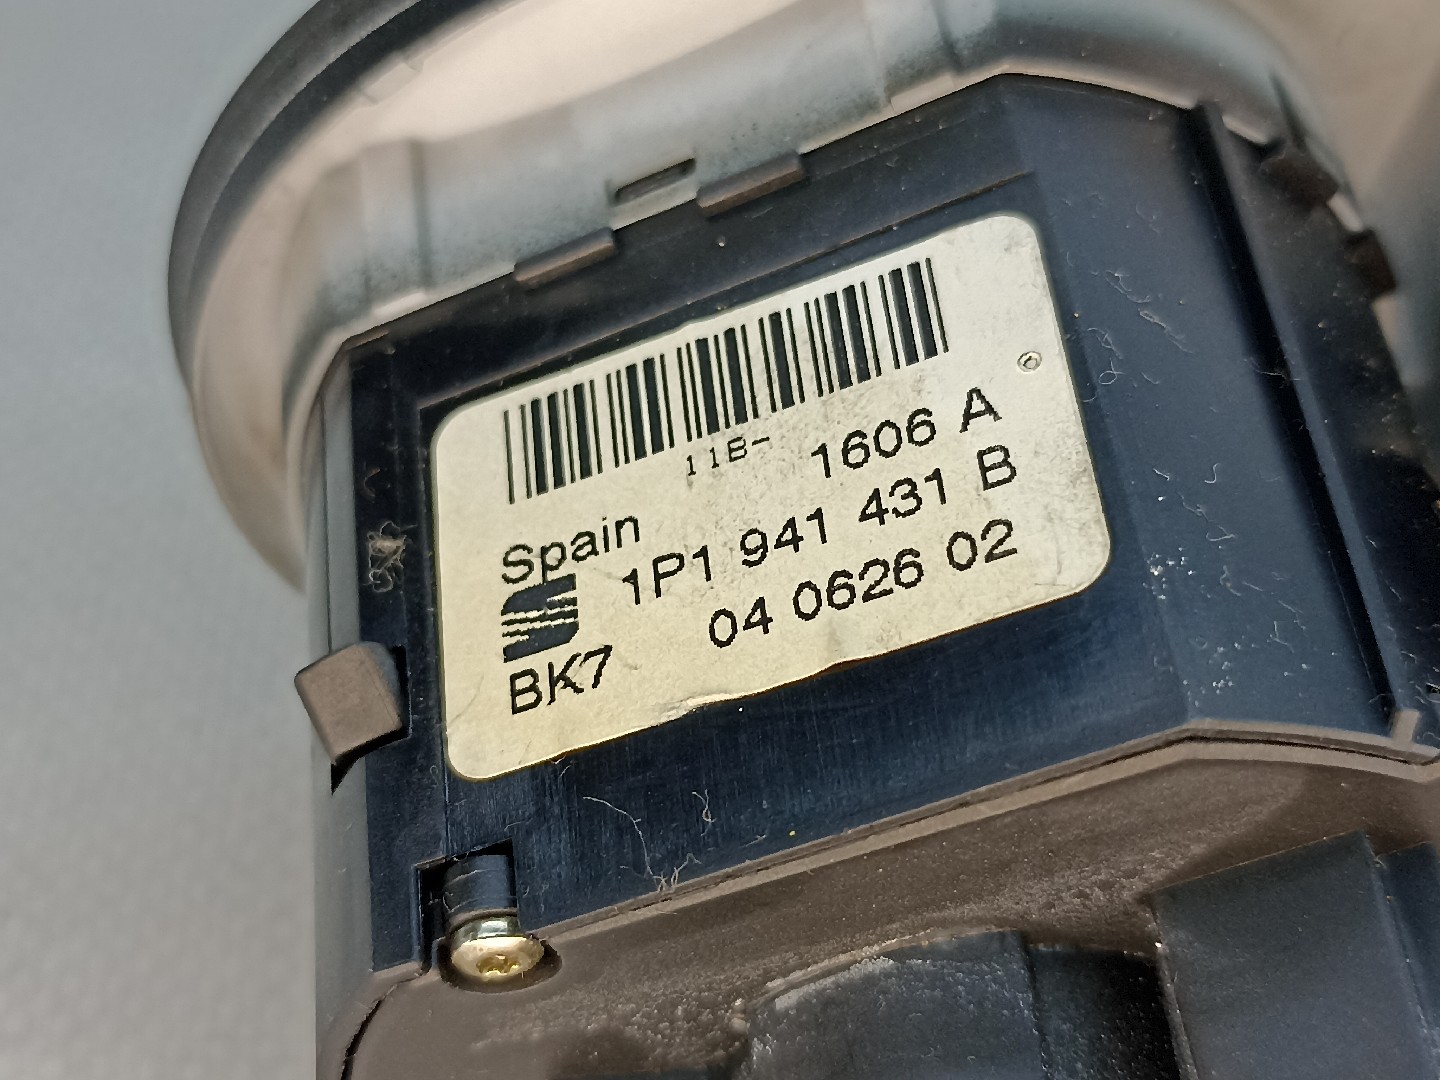 11B-
1606 A
Spain
1P1 941 431 B
04 0626 02
BK7